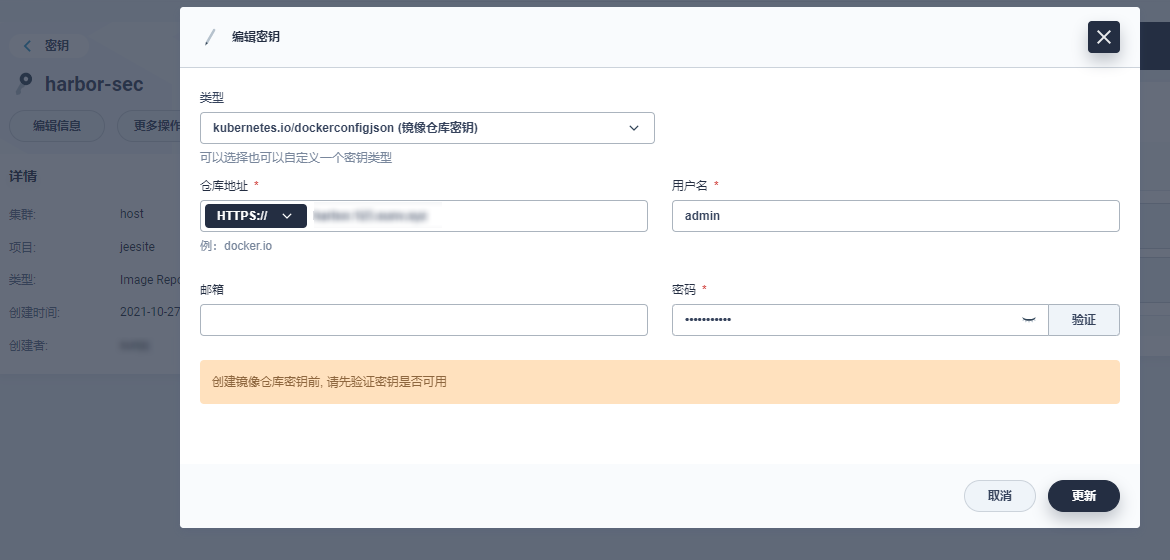 密钥
harbor-sec
编辑信息
更多操作
详情
集群: host
项目: jeesite
类型: Image Repo
创建时间: 2021-10-27
创建者:
编辑密钥
类型
kubernetes.io/dockerconfigjson (镜像仓库密钥)
可以选择也可以自定义一个密钥类型
仓库地址 *
HTTPS://
例：docker.io
用户名 *
admin
邮箱
密码 *
•••••••••••
验证
创建镜像仓库密钥前, 请先验证密钥是否可用
取消
更新